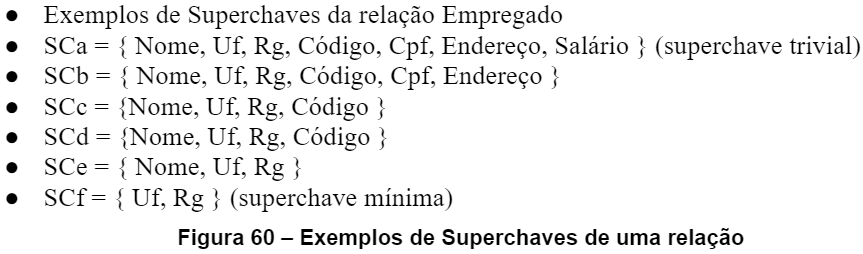 ● Exemplos de Superchaves da relação Empregado
● SCa = { Nome, Uf, Rg, Código, Cpf, Endereço, Salário } (superchave trivial)
● SCb = { Nome, Uf, Rg, Código, Cpf, Endereço }
● SCc = {Nome, Uf, Rg, Código }
● SCd = {Nome, Uf, Rg, Código }
● SCe = { Nome, Uf, Rg }
● SCf = { Uf, Rg } (superchave mínima)
Figura 60 – Exemplos de Superchaves de uma relação